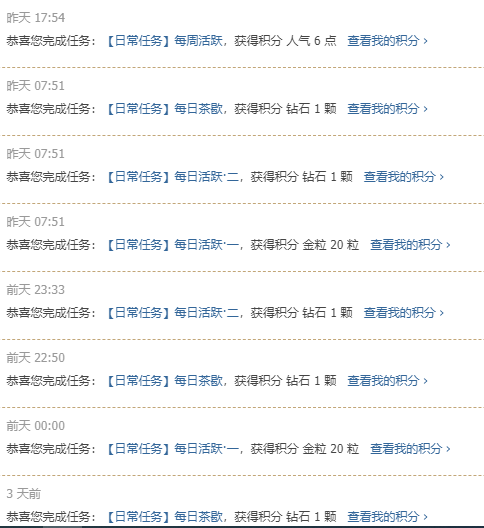 昨天 17:54
恭喜您完成任务：【日常任务】每周活跃，获得积分 人气 6 点 查看我的积分 ›
昨天 07:51
恭喜您完成任务：【日常任务】每日茶歇，获得积分 钻石 1 颗 查看我的积分 ›
昨天 07:51
恭喜您完成任务：【日常任务】每日活跃·二，获得积分 钻石 1 颗 查看我的积分 ›
昨天 07:51
恭喜您完成任务：【日常任务】每日活跃·一，获得积分 金粒 20 粒 查看我的积分 ›
前天 23:33
恭喜您完成任务：【日常任务】每日活跃·二，获得积分 钻石 1 颗 查看我的积分 ›
前天 22:50
恭喜您完成任务：【日常任务】每日茶歇，获得积分 钻石 1 颗 查看我的积分 ›
前天 00:00
恭喜您完成任务：【日常任务】每日活跃·一，获得积分 金粒 20 粒 查看我的积分 ›
3 天前
恭喜您完成任务：【日常任务】每日茶歇，获得积分 钻石 1 颗 查看我的积分 ›